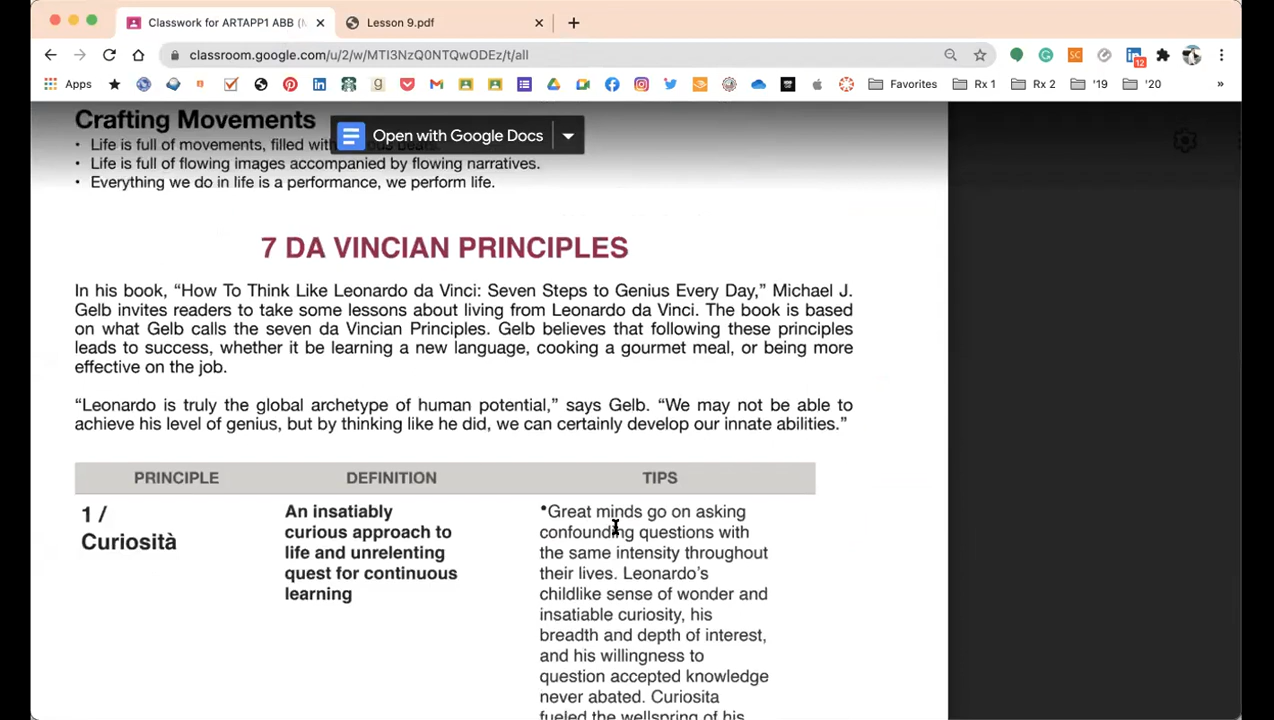 Classwork for ARTAPP1 ABB (
Lesson 9.pdf
classroom.google.com/u/2/w/MTI3NzQ0NTQwODEz/t/all
Apps
12
Favorites
Rx 1
Rx 2
'19
'20
»
Crafting Movements
Open with Google Docs
• Life is full of movements, filled with beats.
• Life is full of flowing images accompanied by flowing narratives.
• Everything we do in life is a performance, we perform life.
7 DA VINCIAN PRINCIPLES
In his book, “How To Think Like Leonardo da Vinci: Seven Steps to Genius Every Day,” Michael J.
Gelb invites readers to take some lessons about living from Leonardo da Vinci. The book is based
on what Gelb calls the seven da Vincian Principles. Gelb believes that following these principles
leads to success, whether it be learning a new language, cooking a gourmet meal, or being more
effective on the job.
“Leonardo is truly the global archetype of human potential,” says Gelb. “We may not be able to
achieve his level of genius, but by thinking like he did, we can certainly develop our innate abilities.”
PRINCIPLE DEFINITION TIPS
1 /
Curiosità
An insatiably
curious approach to
life and unrelenting
quest for continuous
learning
•Great minds go on asking
confounding questions with
the same intensity throughout
their lives. Leonardo’s
childlike sense of wonder and
insatiable curiosity, his
breadth and depth of interest,
and his willingness to
question accepted knowledge
never abated. Curiosita
fueled the wellspring of his